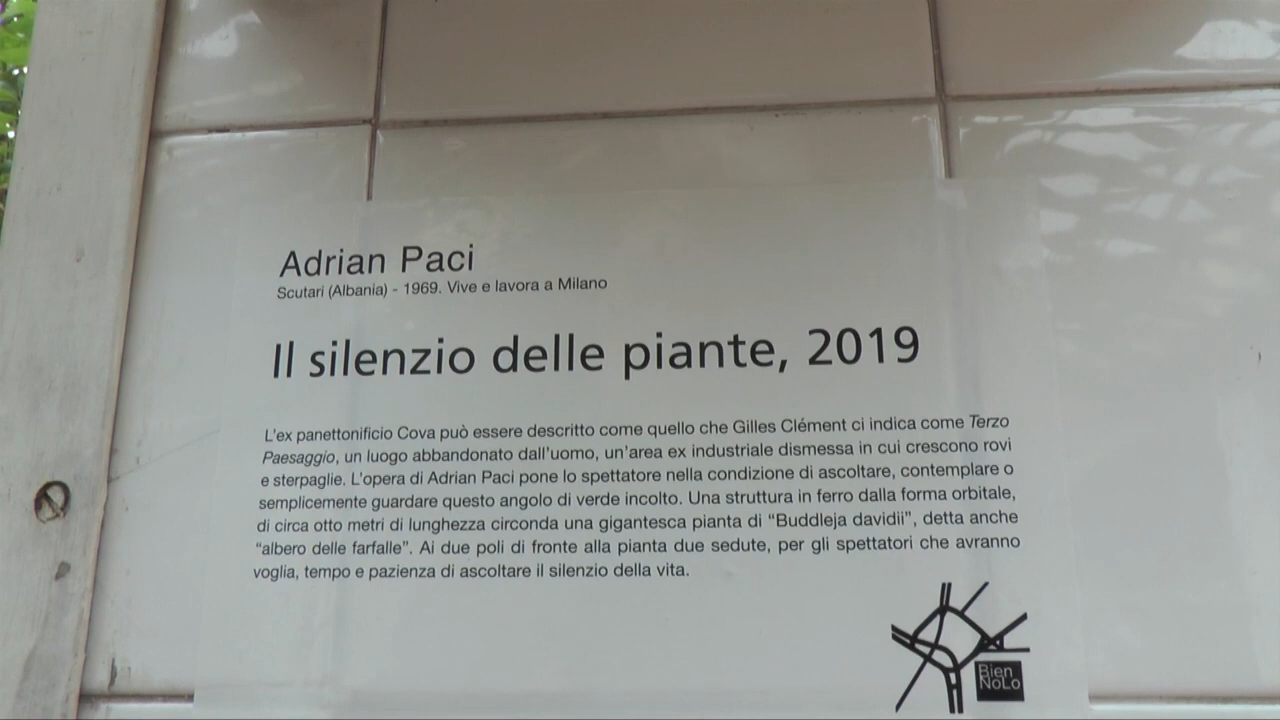 Adrian Paci
Scutari (Albania) - 1969. Vive e lavora a Milano
Il silenzio delle piante, 2019
L'ex panettonificio Cova può essere descritto come quello che Gilles Clément ci indica come Terzo
Paesaggio, un luogo abbandonato dall'uomo, un'area ex industriale dismessa in cui crescono rovi
e sterpaglie. L'opera di Adrian Paci pone lo spettatore nella condizione di ascoltare, contemplare o
semplicemente guardare questo angolo di verde incolto. Una struttura in ferro dalla forma orbitale,
di circa otto metri di lunghezza circonda una gigantesca pianta di “Buddleja davidii”, detta anche
“albero delle farfalle”. Ai due poli di fronte alla pianta due sedute, per gli spettatori che avranno
voglia, tempo e pazienza di ascoltare il silenzio della vita.
Bien
NoLo